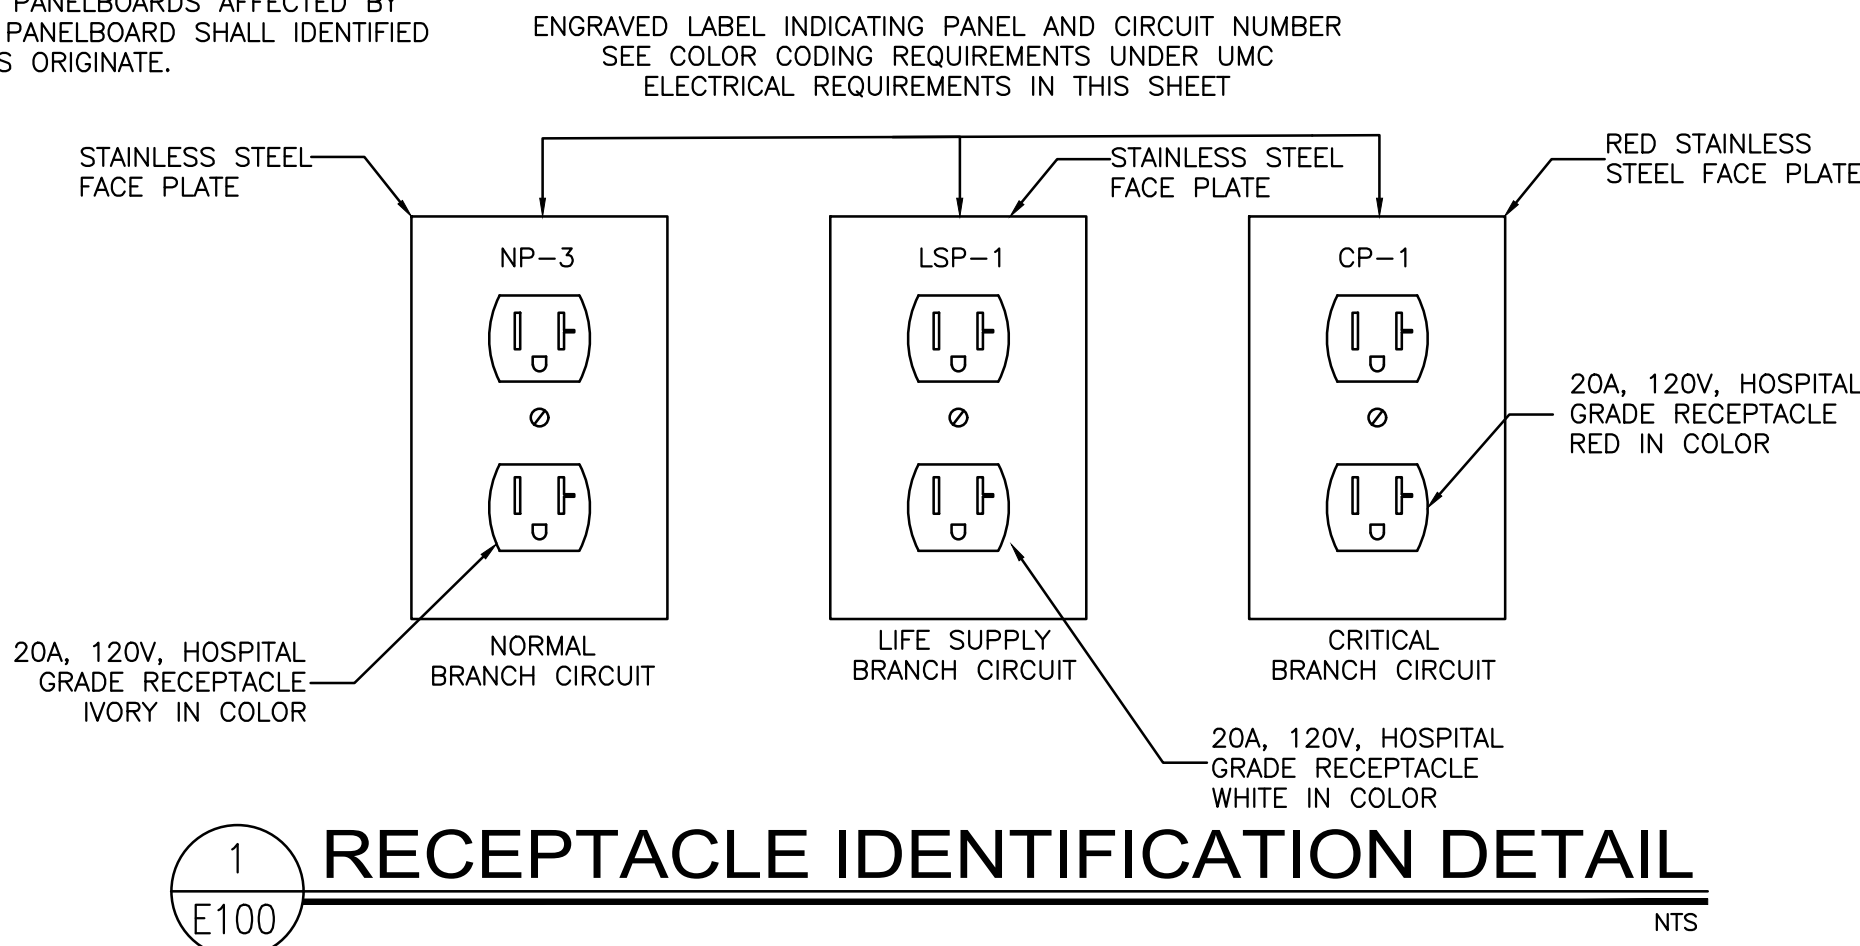 PANELBOARDS AFFECTED BY
PANELBOARD SHALL IDENTIFIED
S ORIGINATE.
ENGRAVED LABEL INDICATING PANEL AND CIRCUIT NUMBER
SEE COLOR CODING REQUIREMENTS UNDER UMC
ELECTRICAL REQUIREMENTS IN THIS SHEET
STAINLESS STEEL
FACE PLATE
STAINLESS STEEL
FACE PLATE
RED STAINLESS
STEEL FACE PLATE
NP-3
LSP-1
CP-1
20A, 120V, HOSPITAL
GRADE RECEPTACLE
RED IN COLOR
20A, 120V, HOSPITAL
GRADE RECEPTACLE
IVORY IN COLOR
NORMAL
BRANCH CIRCUIT
LIFE SUPPLY
BRANCH CIRCUIT
CRITICAL
BRANCH CIRCUIT
20A, 120V, HOSPITAL
GRADE RECEPTACLE
WHITE IN COLOR
1
E100
RECEPTACLE IDENTIFICATION DETAIL
NTS